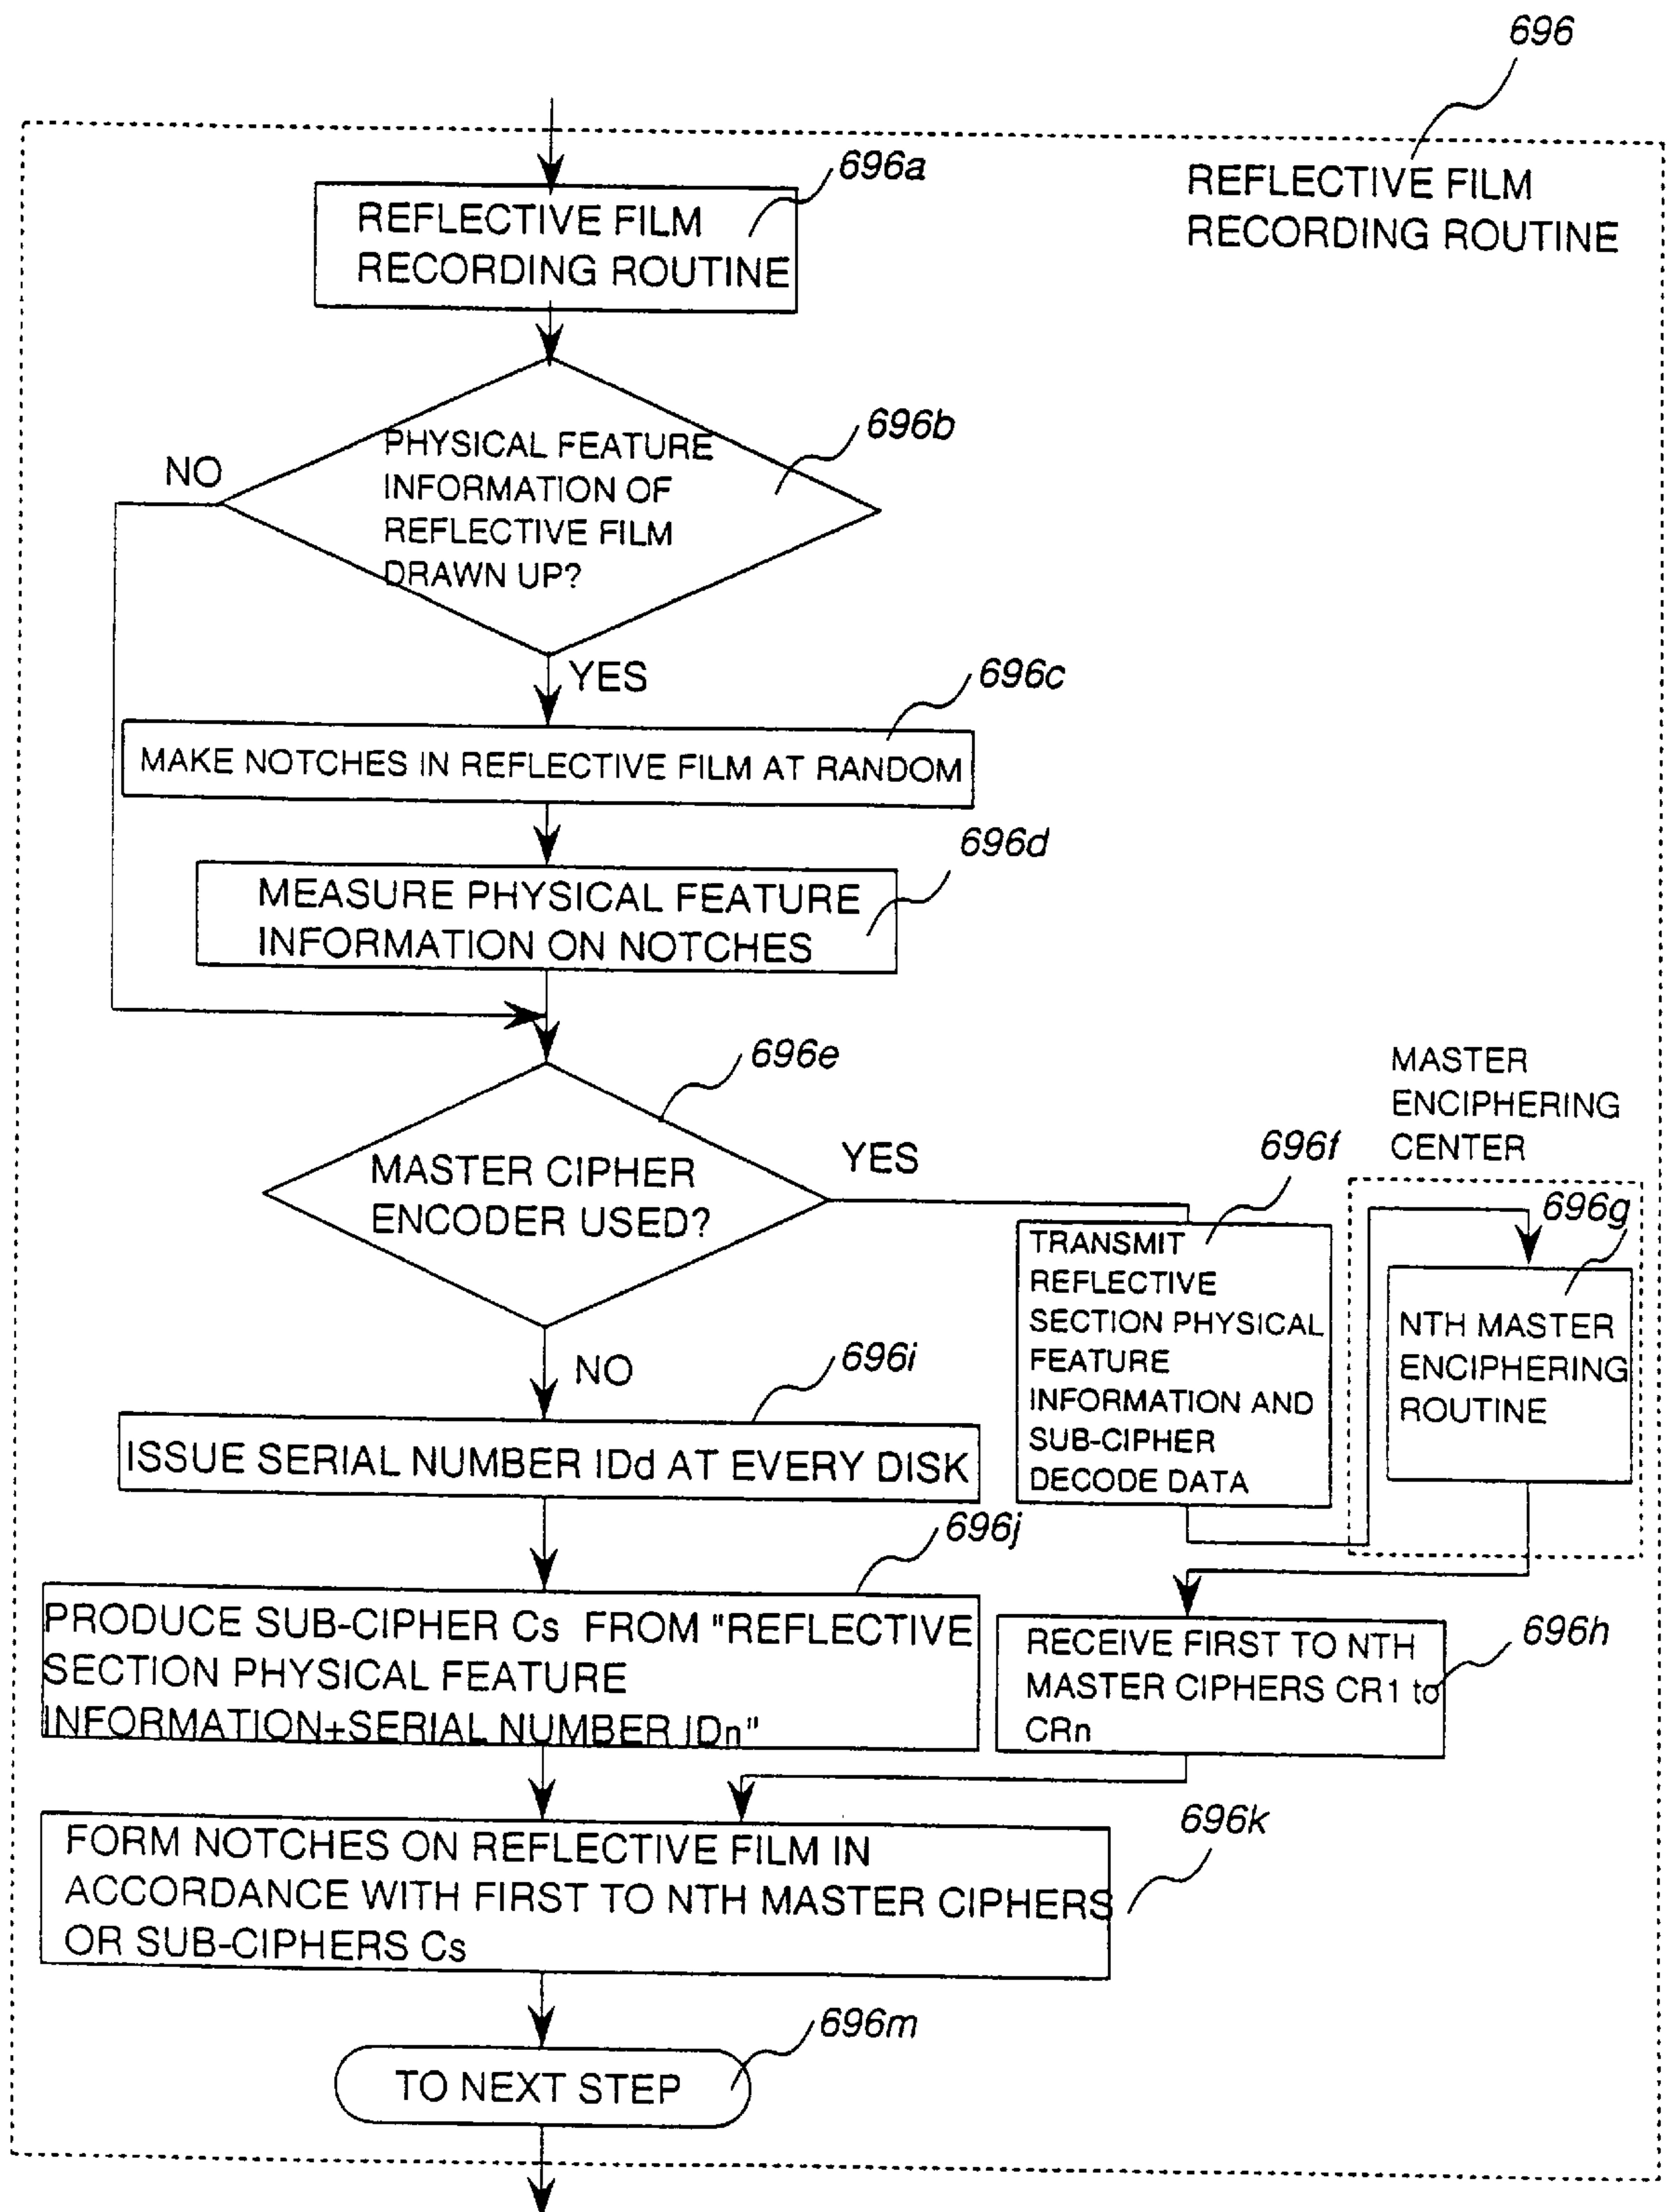 696
REFLECTIVE FILM
RECORDING ROUTINE
696a
REFLECTIVE FILM
RECORDING ROUTINE
696b
PHYSICAL FEATURE
INFORMATION OF
REFLECTIVE FILM
DRAWN UP?
NO
YES
696c
MAKE NOTCHES IN REFLECTIVE FILM AT RANDOM
696d
MEASURE PHYSICAL FEATURE
INFORMATION ON NOTCHES
696e
MASTER CIPHER
ENCODER USED?
YES
NO
696f
TRANSMIT
REFLECTIVE
SECTION PHYSICAL
FEATURE
INFORMATION AND
SUB-CIPHER
DECODE DATA
MASTER
ENCIPHERING
CENTER
696g
NTH MASTER
ENCIPHERING
ROUTINE
696i
ISSUE SERIAL NUMBER IDd AT EVERY DISK
696j
PRODUCE SUB-CIPHER Cs FROM "REFLECTIVE
SECTION PHYSICAL FEATURE
INFORMATION+SERIAL NUMBER IDn"
696h
RECEIVE FIRST TO NTH
MASTER CIPHERS CR1 to
CRn
696k
FORM NOTCHES ON REFLECTIVE FILM IN
ACCORDANCE WITH FIRST TO NTH MASTER CIPHERS
OR SUB-CIPHERS Cs
696m
TO NEXT STEP